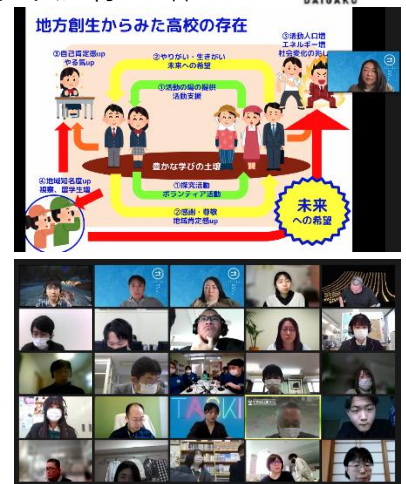 DAIGAKU
地方創生からみた高校の存在
③自己肯定感up
やる気up
②やりがい・生きがい
未来への希望
③活動人口増
エネルギー増
社会変化の兆し
①活動の場の提供
活動支援
豊かな学びの土壌
④地域知名度up
視察、留学生増
①探究活動
ボランティア活動
②感謝・尊敬
地域肯定感up
未来
への希望